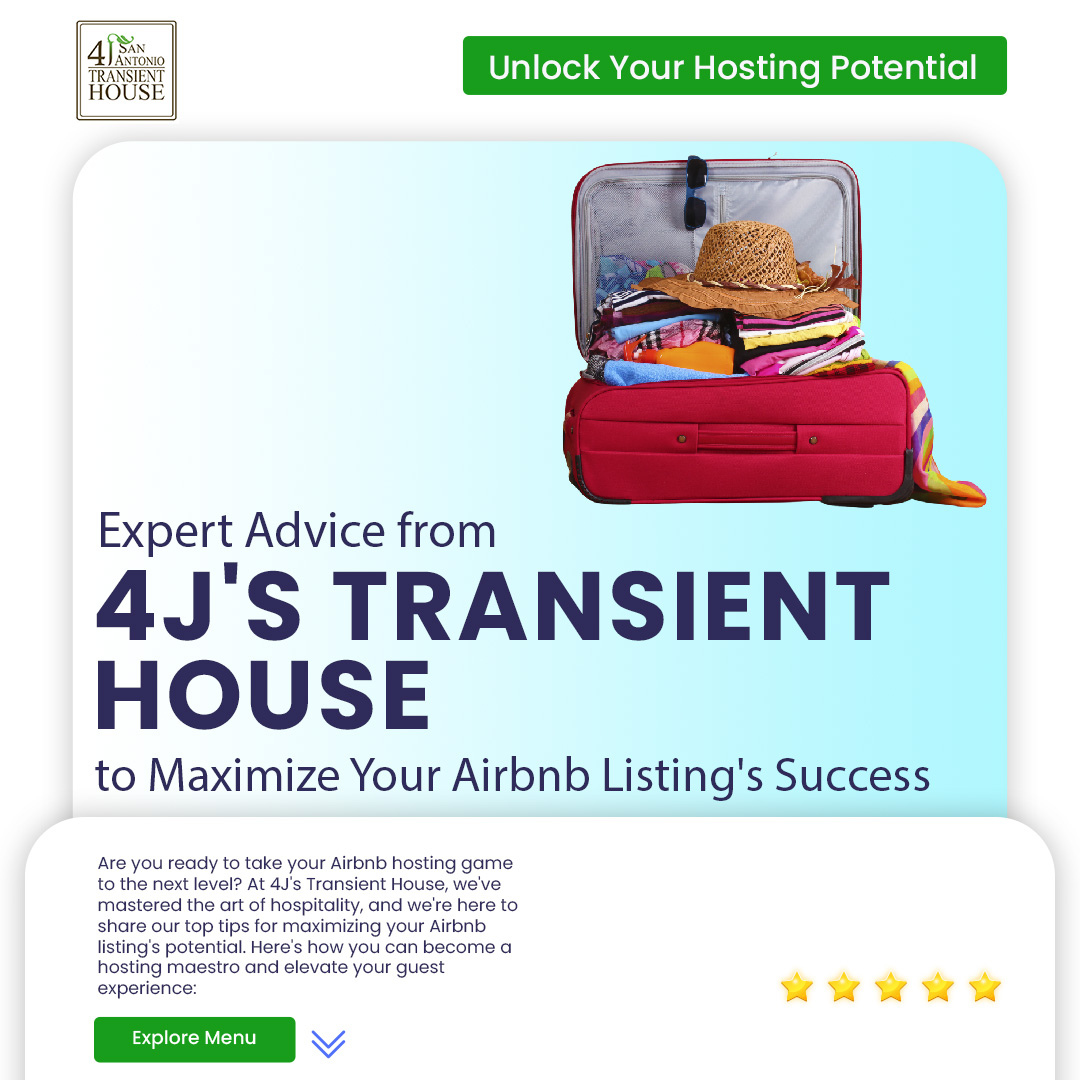 4J SAN
ANTONIO
TRANSIENT
HOUSE
Unlock Your Hosting Potential
Expert Advice from
4J'S TRANSIENT
HOUSE
to Maximize Your Airbnb Listing's Success
Are you ready to take your Airbnb hosting game
to the next level? At 4J's Transient House, we've
mastered the art of hospitality, and we're here to
share our top tips for maximizing your Airbnb
listing's potential. Here's how you can become a
hosting maestro and elevate your guest
experience:
Explore Menu